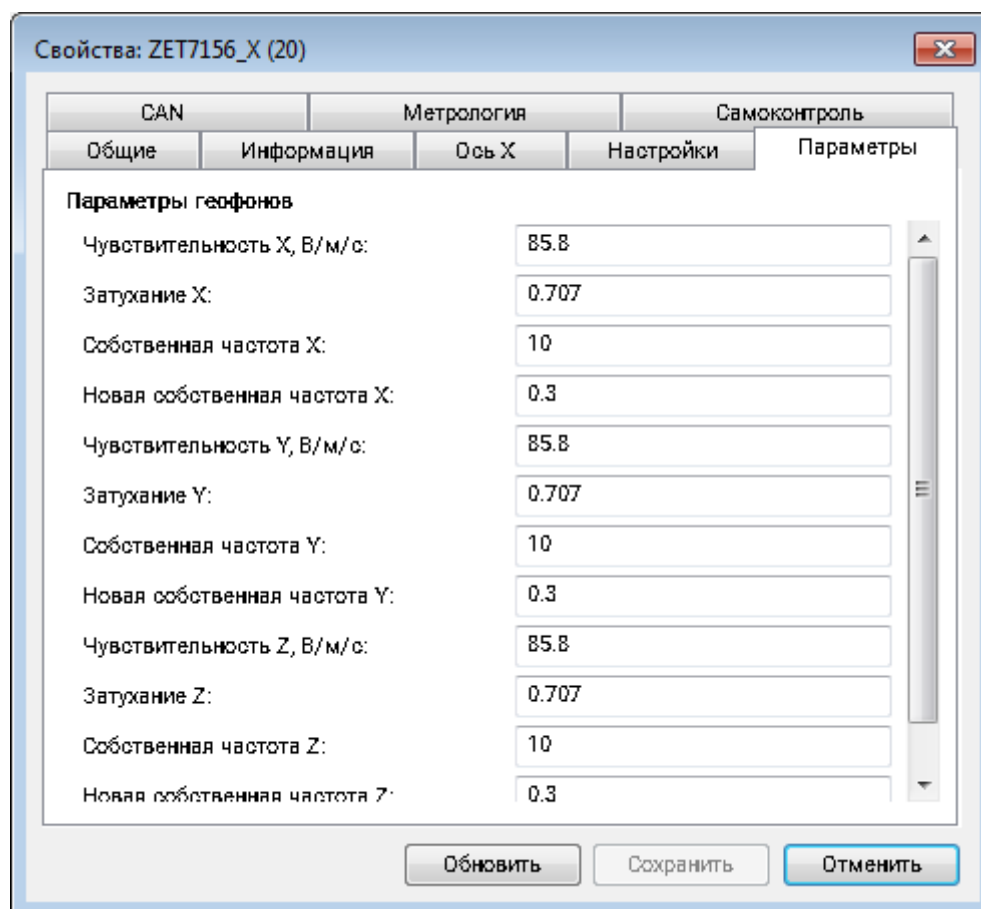 Свойства: ZET7156_X (20)
CAN Метрология Самоконтроль
Общие Информация Ось X Настройки Параметры
Параметры геофонов
Чувствительность X, В/м/с: 85.8
Затухание X: 0.707
Собственная частота X: 10
Новая собственная частота X: 0.3
Чувствительность Y, В/м/с: 85.8
Затухание Y: 0.707
Собственная частота Y: 10
Новая собственная частота Y: 0.3
Чувствительность Z, В/м/с: 85.8
Затухание Z: 0.707
Собственная частота Z: 10
Новая собственная частота Z: 0.3
Обновить Сохранить Отменить